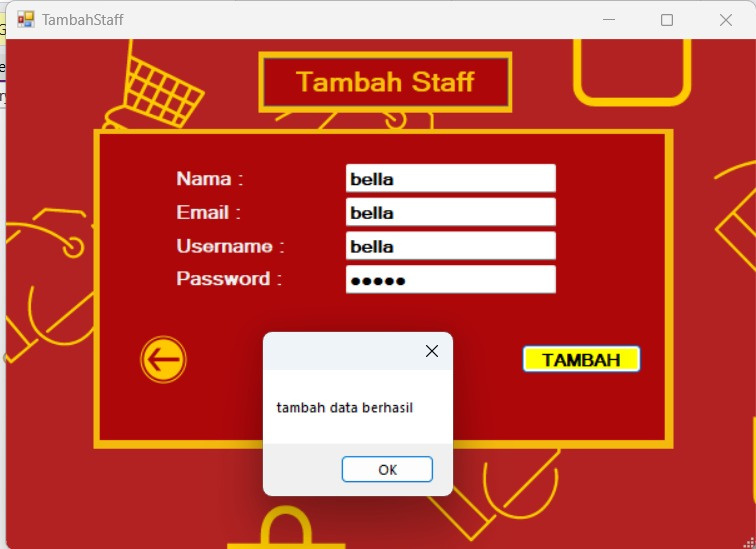 TambahStaff
Tambah Staff
Nama : bella
Email : bella
Username : bella
Password : •••••
TAMBAH
tambah data berhasil
OK